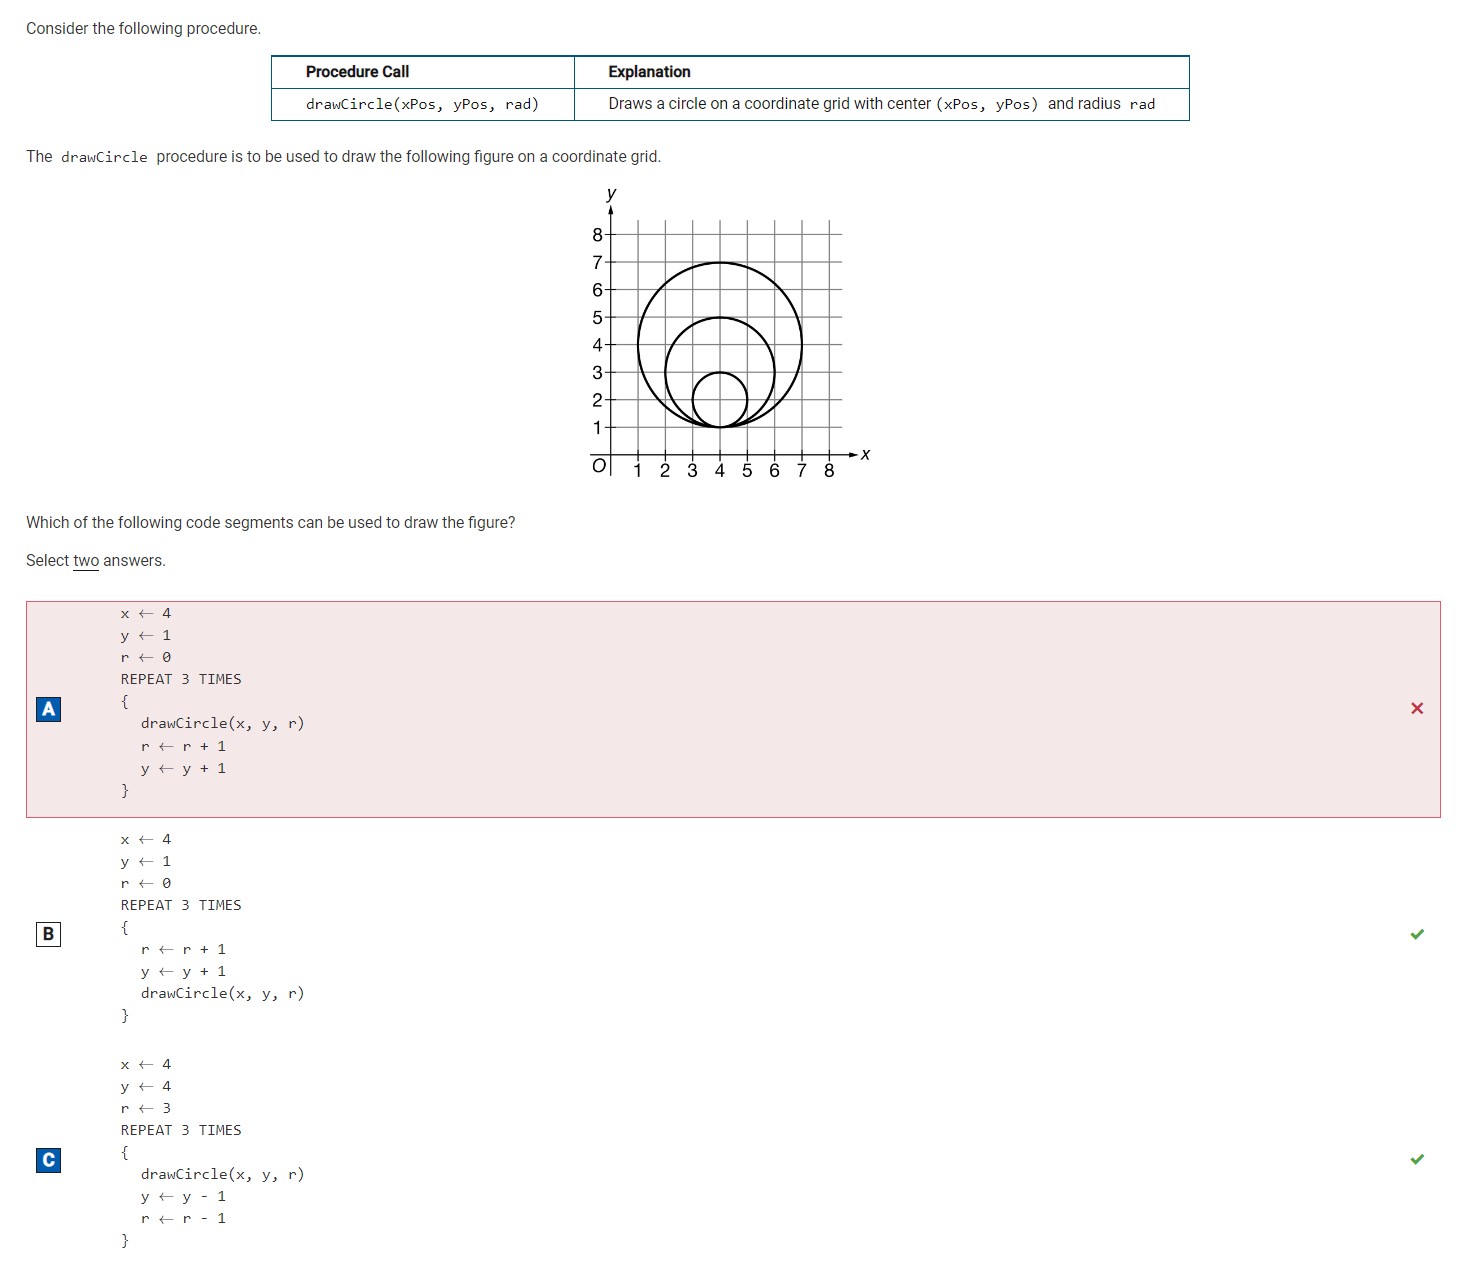 Consider the following procedure.
Procedure Call Explanation
drawCircle(xPos, yPos, rad) Draws a circle on a coordinate grid with center (xPos, yPos) and radius rad
The drawCircle procedure is to be used to draw the following figure on a coordinate grid.
y
8
7
6
5
4
3
2
1
O 1 2 3 4 5 6 7 8 x
Which of the following code segments can be used to draw the figure?
Select two answers.
A
x ← 4
y ← 1
r ← 0
REPEAT 3 TIMES
{
drawCircle(x, y, r)
r ← r + 1
y ← y + 1
}
B
x ← 4
y ← 1
r ← 0
REPEAT 3 TIMES
{
r ← r + 1
y ← y + 1
drawCircle(x, y, r)
}
C
x ← 4
y ← 4
r ← 3
REPEAT 3 TIMES
{
drawCircle(x, y, r)
y ← y - 1
r ← r - 1
}